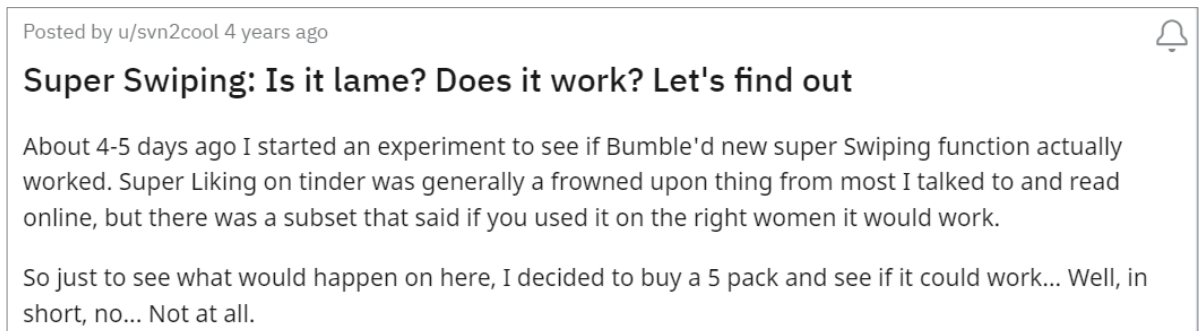 Posted by u/svn2cool 4 years ago
Super Swiping: Is it lame? Does it work? Let's find out
About 4-5 days ago I started an experiment to see if Bumble'd new super Swiping function actually
worked. Super Liking on tinder was generally a frowned upon thing from most I talked to and read
online, but there was a subset that said if you used it on the right women it would work.
So just to see what would happen on here, I decided to buy a 5 pack and see if it could work... Well, in
short, no... Not at all.